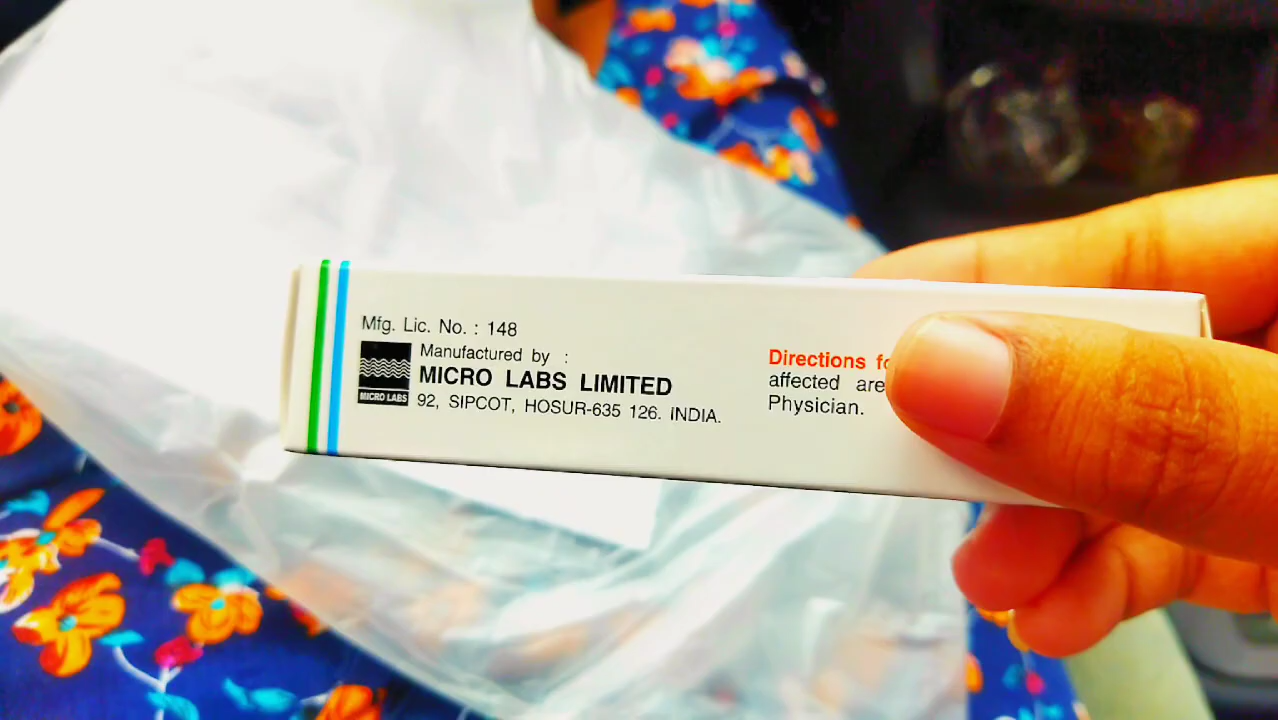 Mfg. Lic. No. : 148
Manufactured by :
MICRO LABS LIMITED
MICRO LABS
92, SIPCOT, HOSUR-635 126. INDIA.
Directions
affected
Physician.